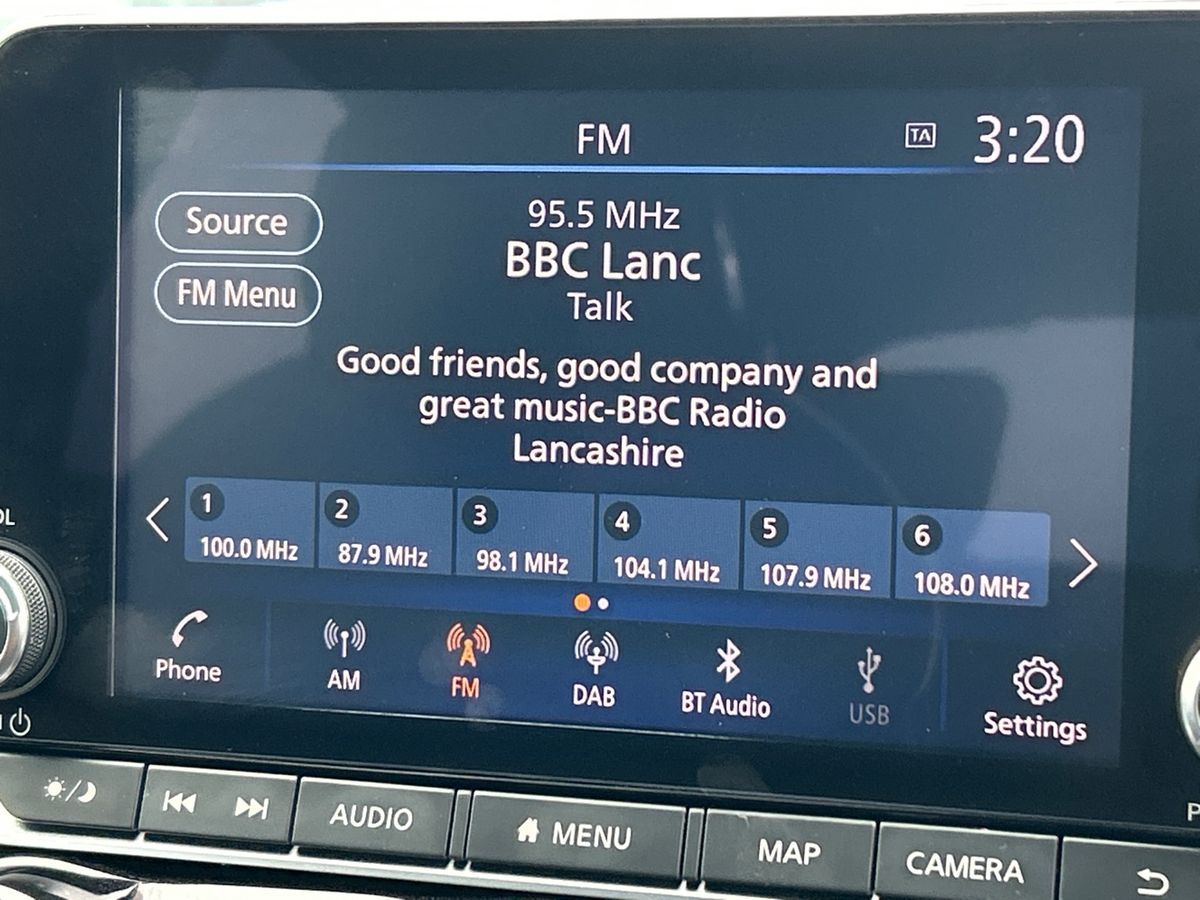 FM
TA
3:20
Source
FM Menu
95.5 MHz
BBC Lanc
Talk
Good friends, good company and
great music-BBC Radio
Lancashire
1
100.0 MHz
2
87.9 MHz
3
98.1 MHz
4
104.1 MHz
5
107.9 MHz
6
108.0 MHz
Phone
AM
FM
DAB
BT Audio
USB
Settings
AUDIO
MENU
MAP
CAMERA